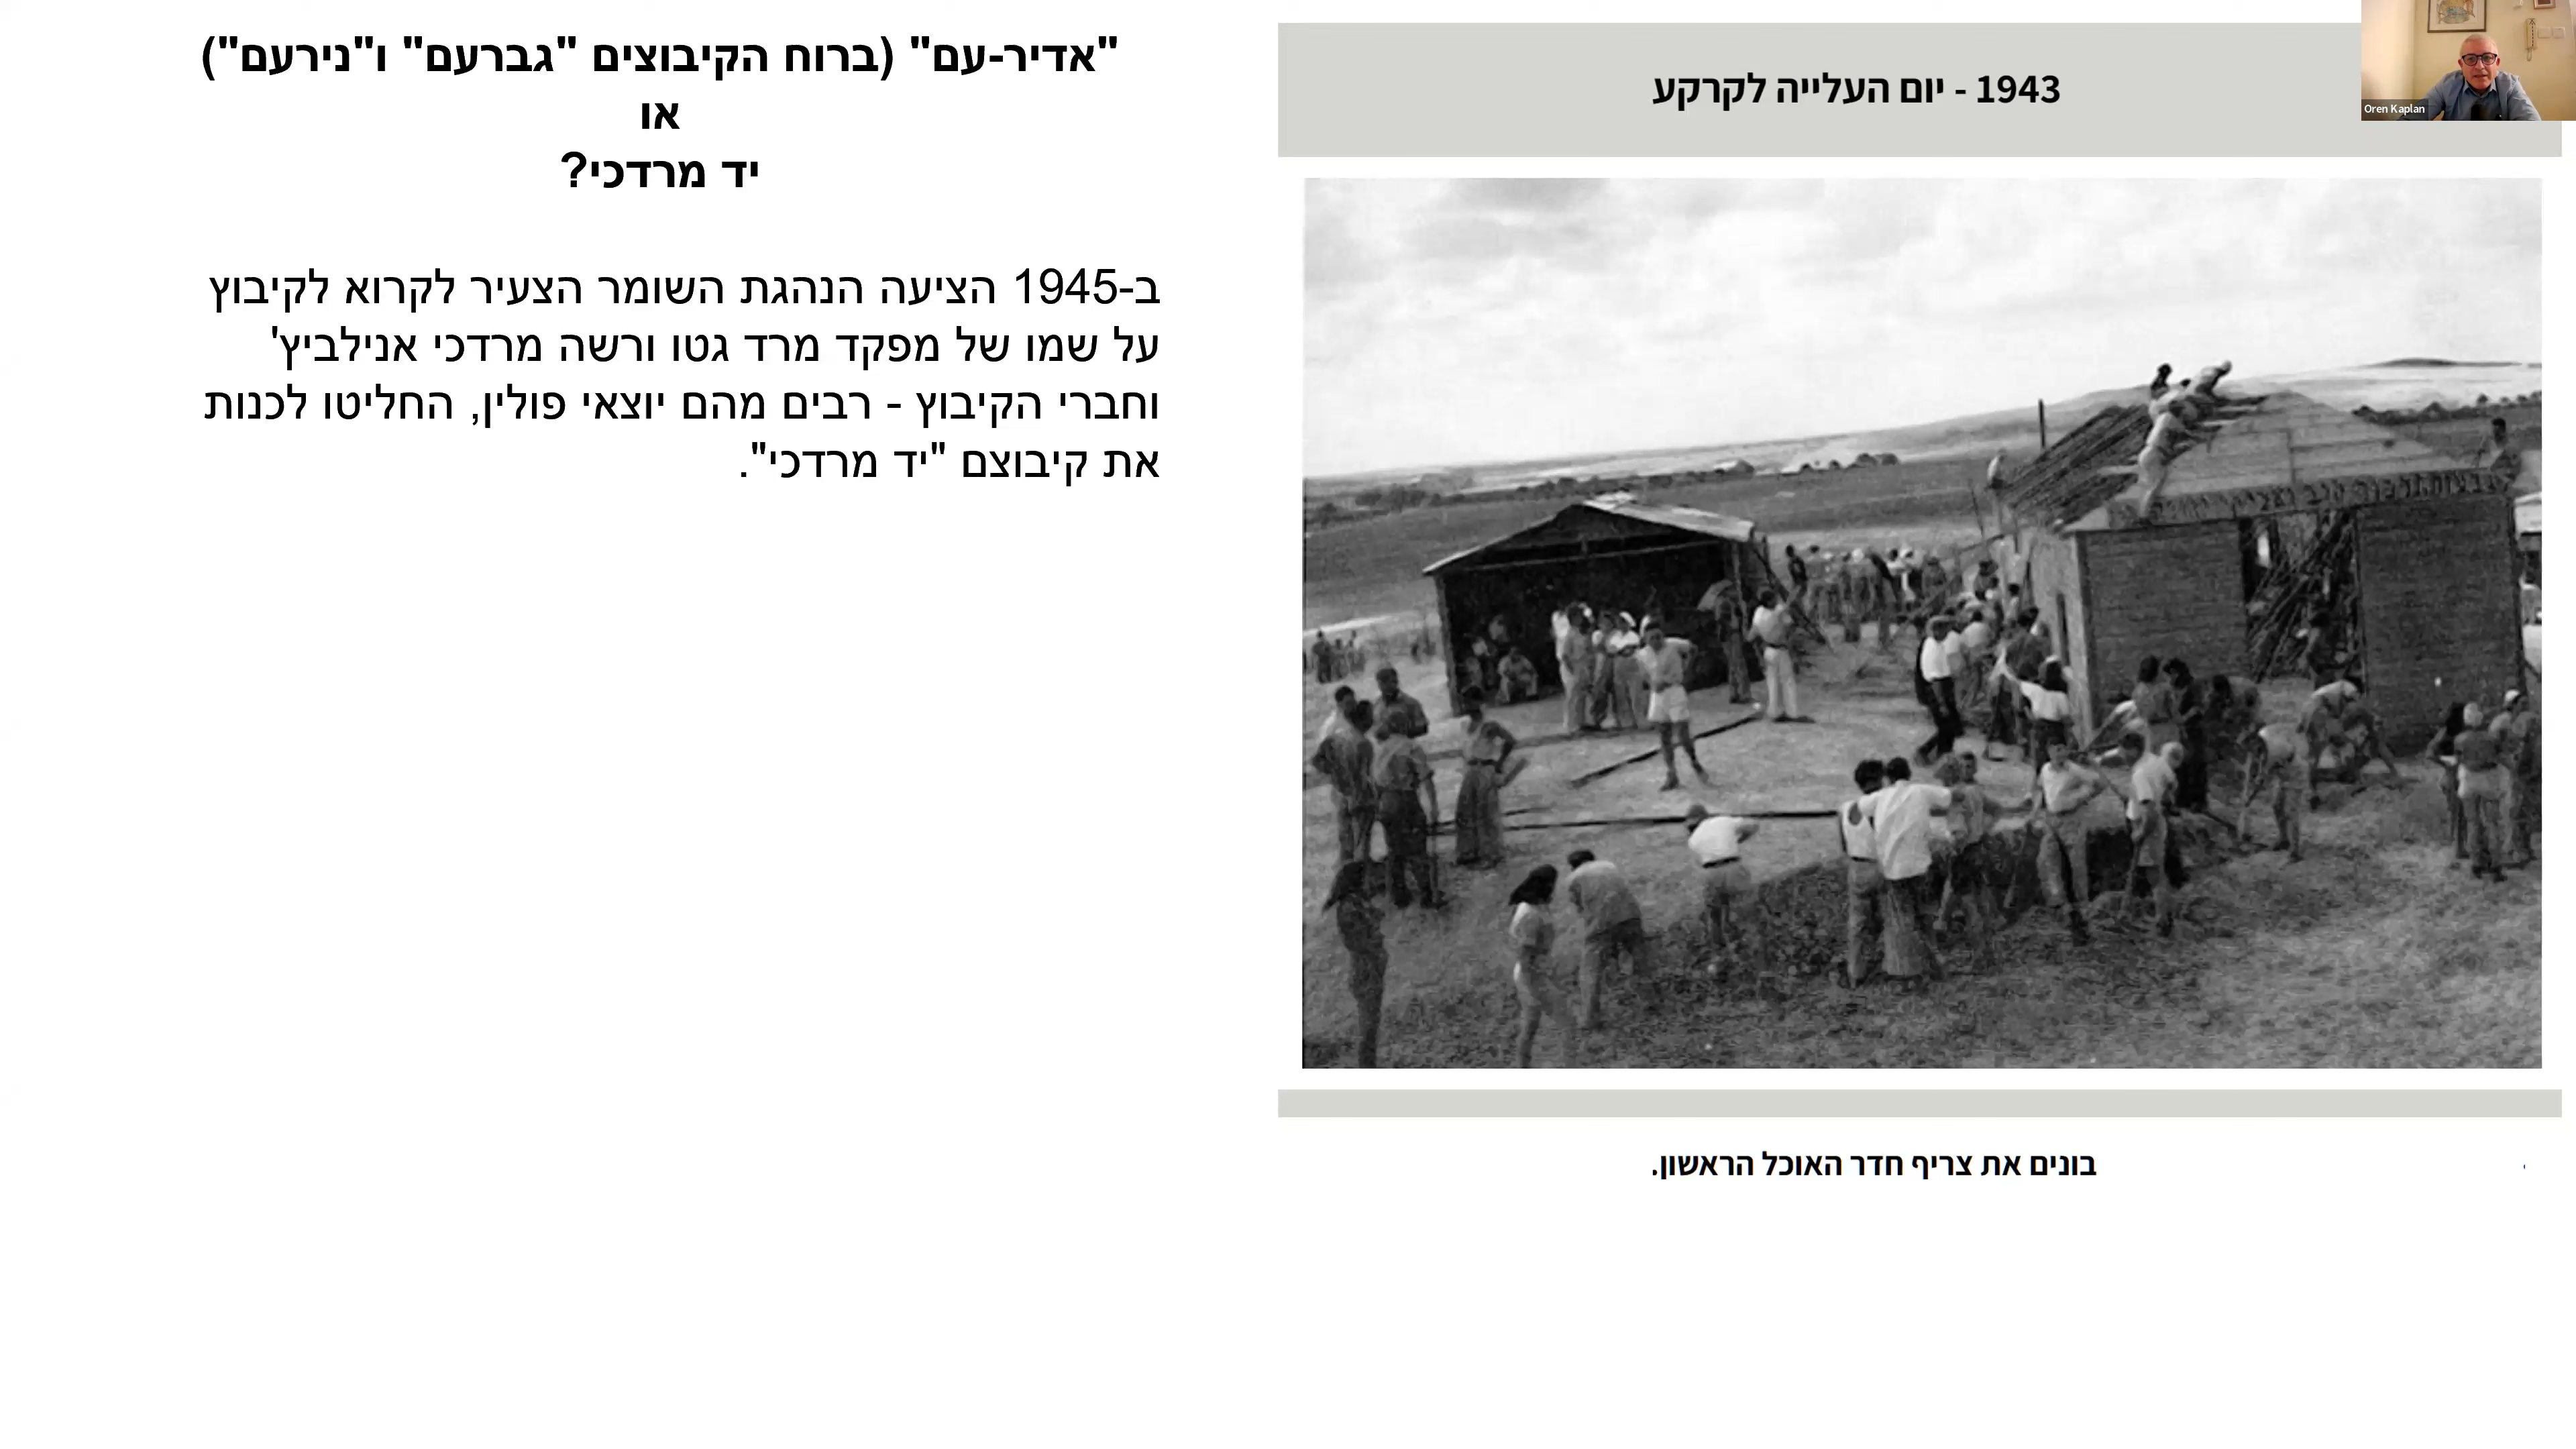 "אדיר-עם" (ברוח הקיבוצים "גברעם" ו"נירעם")
או
יד מרדכי?
ב-1945 הציעה הנהגת השומר הצעיר לקרוא לקיבוץ
על שמו של מפקד מרד גטו ורשה מרדכי אנילביץ'
וחברי הקיבוץ - רבים מהם יוצאי פולין, החליטו לכנות
את קיבוצם "יד מרדכי".
1943 - יום העלייה לקרקע
Oren Kaplan
בונים את צריף חדר האוכל הראשון.